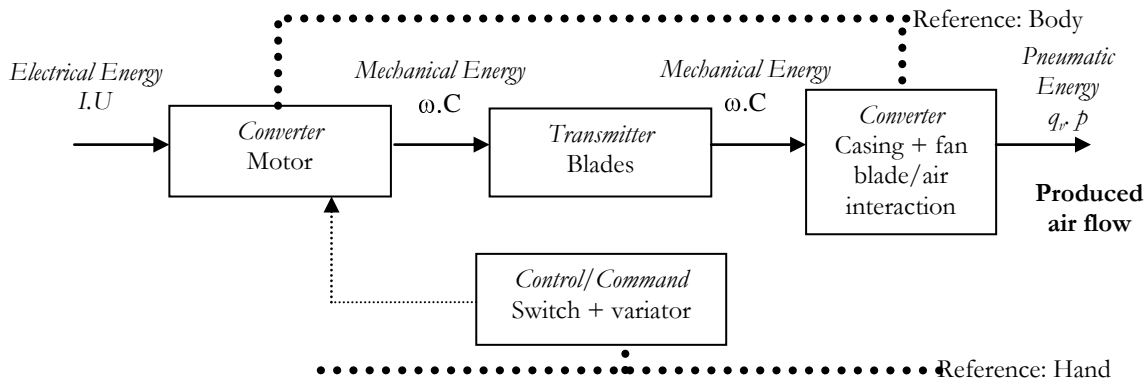 Reference: Body
Electrical Energy
I.U
Mechanical Energy
ω.C
Mechanical Energy
ω.C
Pneumatic
Energy
qv. p
Converter
Motor
Transmitter
Blades
Converter
Casing + fan
blade/air
interaction
Produced
air flow
Control/Command
Switch + variator
Reference: Hand